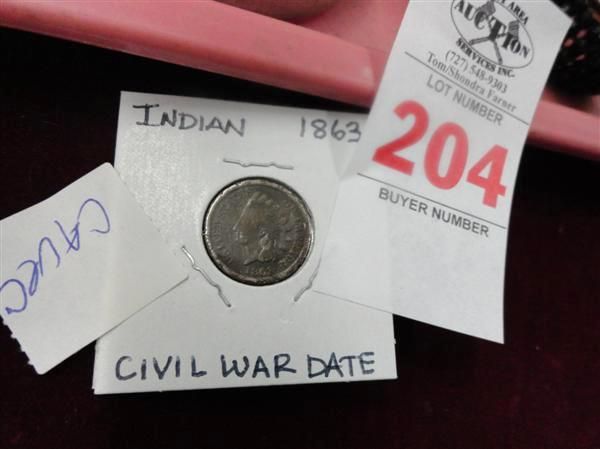 AREA
AUCTION
SERVICES INC.
(727) 548-9303
Tom/Shondra Farner
LOT NUMBER
204
BUYER NUMBER
INDIAN 1863
CIVIL WAR DATE